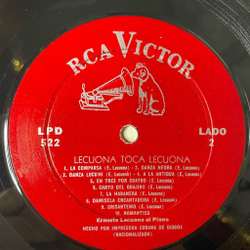 RCA VICTOR
LECUONA TOCA LECUONA
LPD
522
LADO
2
1. LA COMPARSA (E. Lecuona) - 2. DANZA NEGRA (E. Lecuona)
3. DANZA LUCUMI (E. Lecuona) - 4. A LA ANTIGUA (E. Lecuona)
5. EN TRES POR CUATRO (E. Lecuona)
6. CANTO DEL GUAJIRO (E. Lecuona)
7. LA HABANERA (E. Lecuona)
8. DAMISELA ENCANTADORA (E. Lecuona)
9. DISGANTEMO (E. Lecuona)
10. ROMANTICO
Ernesto Lecuona al Piano
HECHO POR IMPRESORA CUBANA DE DISCOS
(NACIONALIZADA)